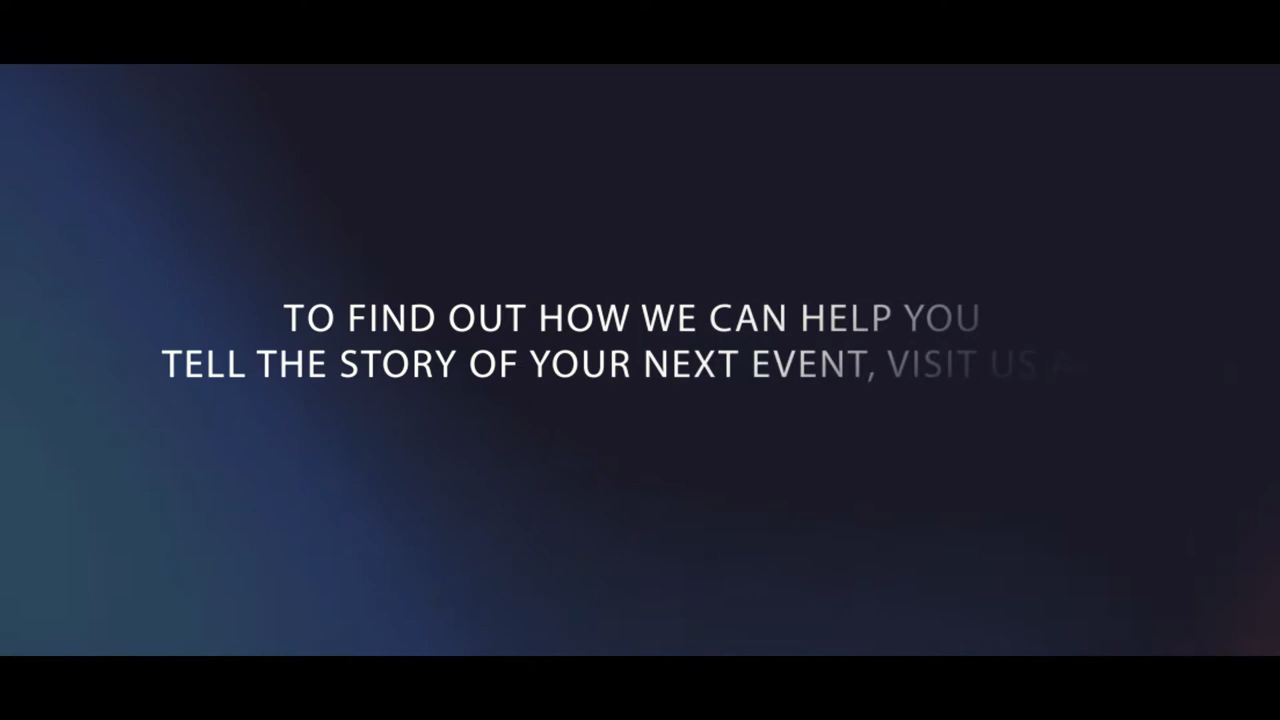 TO FIND OUT HOW WE CAN HELP YOU
TELL THE STORY OF YOUR NEXT EVENT, VISIT US